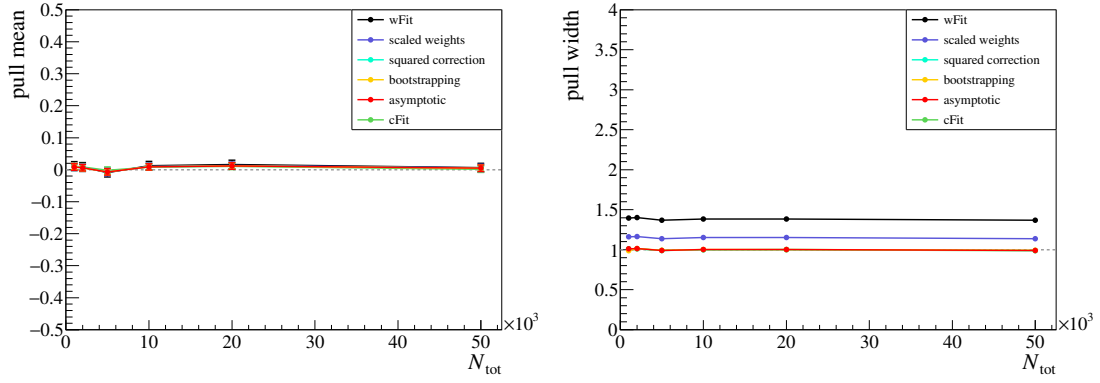 pull mean
0.5
0.4
0.3
0.2
0.1
0
−0.1
−0.2
−0.3
−0.4
−0.5
0 10 20 30 40 50
×10³
N_tot
wFit
scaled weights
squared correction
bootstrapping
asymptotic
cFit
pull width
4
3.5
3
2.5
2
1.5
1
0.5
0
0 10 20 30 40 50
×10³
N_tot
wFit
scaled weights
squared correction
bootstrapping
asymptotic
cFit